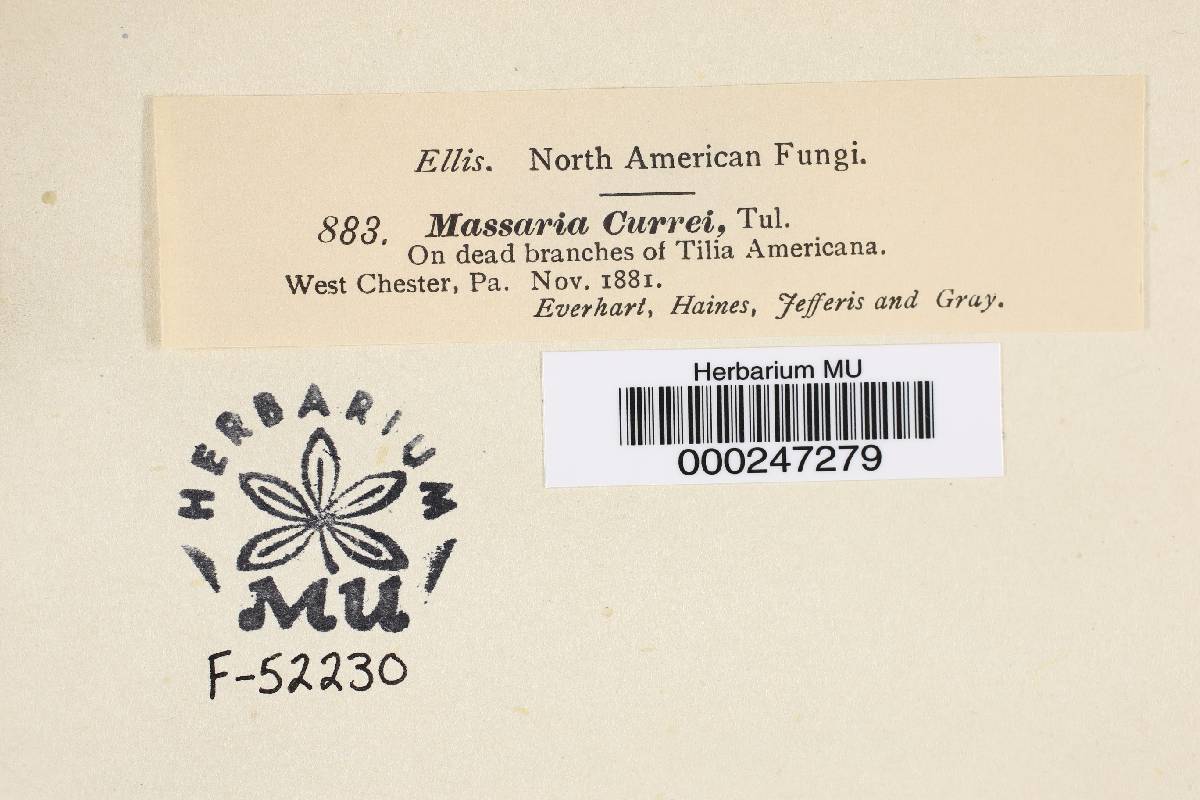 Ellis. North American Fungi.
883. Massaria Currei, Tul.
On dead branches of Tilia Americana.
West Chester, Pa. Nov. 1881.
Everhart, Haines, Jefferis and Gray.
Herbarium MU
000247279
HERBARIUM
MU
F-52230